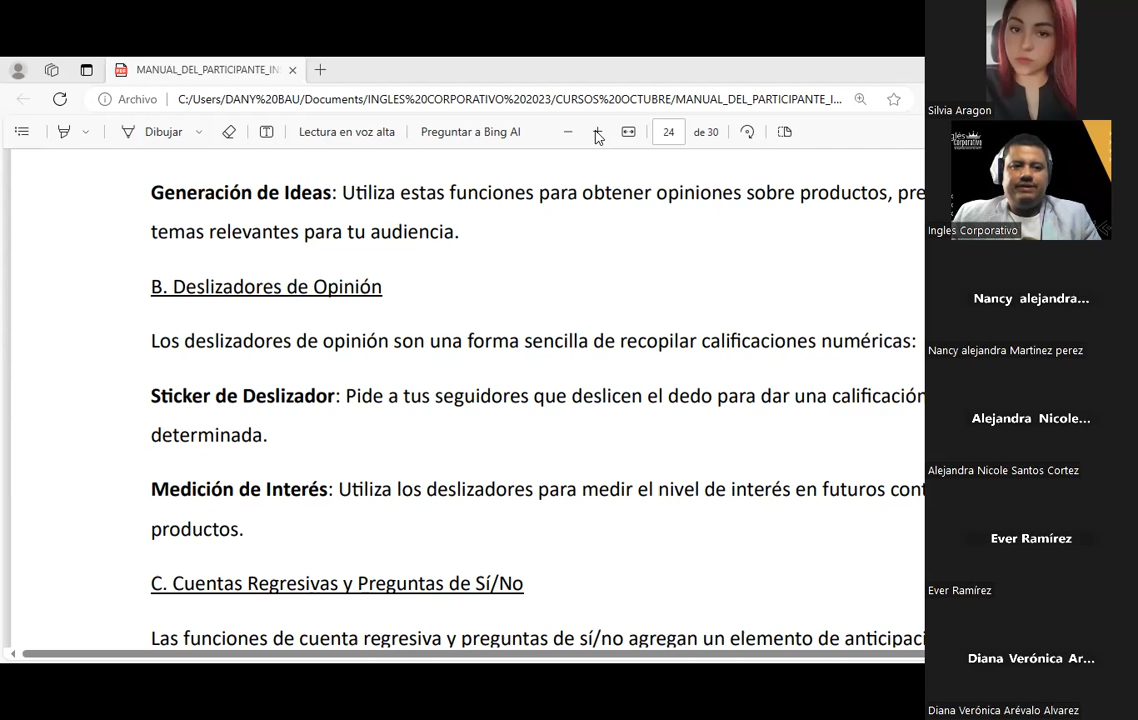 MANUAL_DEL_PARTICIPANTE_IN
Archivo
C:/Users/DANY%20BAU/Documents/INGLES%20CORPORATIVO%202023/CURSOS%20OCTUBRE/MANUAL_DEL_PARTICIPANTE_I...
Dibujar
Lectura en voz alta
Preguntar a Bing AI
24
de 30
Generación de Ideas: Utiliza estas funciones para obtener opiniones sobre productos, pre
temas relevantes para tu audiencia.
B. Deslizadores de Opinión
Los deslizadores de opinión son una forma sencilla de recopilar calificaciones numéricas:
Sticker de Deslizador: Pide a tus seguidores que deslicen el dedo para dar una calificación
determinada.
Medición de Interés: Utiliza los deslizadores para medir el nivel de interés en futuros cont
productos.
C. Cuentas Regresivas y Preguntas de Sí/No
Las funciones de cuenta regresiva y preguntas de sí/no agregan un elemento de anticipaci
Silvia Aragon
Ingles Corporativo
Nancy alejandra...
Nancy alejandra Martinez perez
Alejandra Nicole...
Alejandra Nicole Santos Cortez
Ever Ramírez
Ever Ramírez
Diana Verónica Ar...
Diana Verónica Arévalo Alvarez